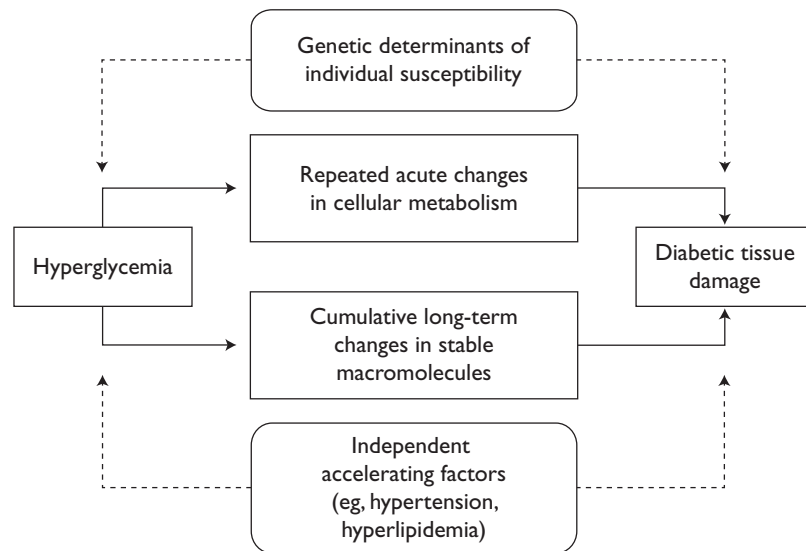 Genetic determinants of
individual susceptibility
Repeated acute changes
in cellular metabolism
Hyperglycemia
Diabetic tissue
damage
Cumulative long-term
changes in stable
macromolecules
Independent
accelerating factors
(eg, hypertension,
hyperlipidemia)